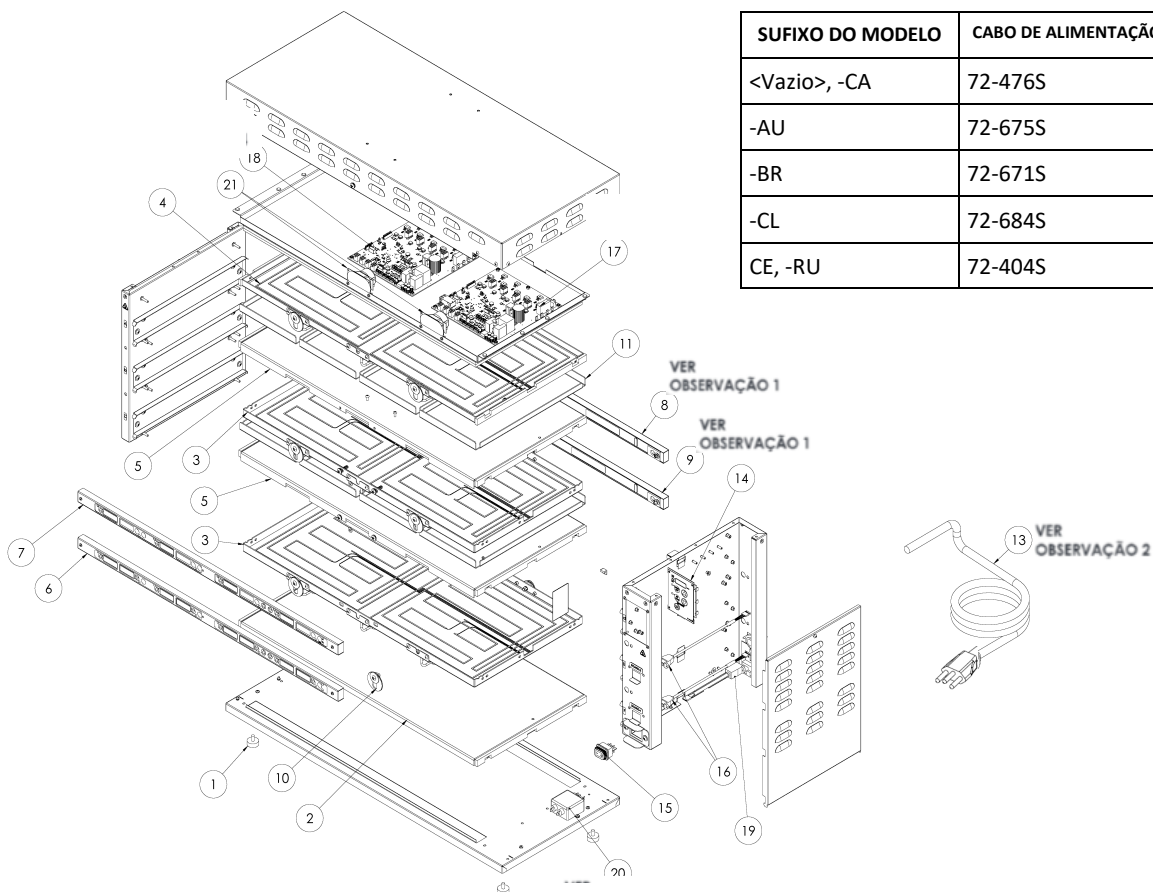 SUFIXO DO MODELO CABO DE ALIMENTAÇÃO
<Vazio>, -CA 72-476S
-AU 72-675S
-BR 72-671S
-CL 72-684S
CE, -RU 72-404S
18
21
4
17
11
VER
OBSERVAÇÃO 1
8
VER
OBSERVAÇÃO 1
9
5
3
14
5
13
VER
OBSERVAÇÃO 2
7
3
6
1
10
2
16
15
19
20